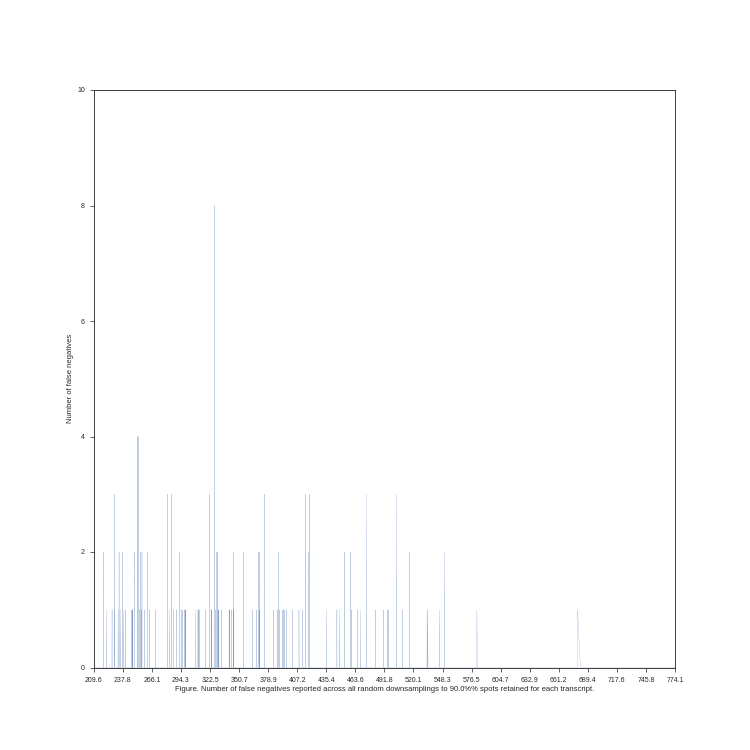 10
8
6
4
2
0
Number of false negatives
209.6 237.8 266.1 294.3 322.5 350.7 378.9 407.2 435.4 463.6 491.8 520.1 548.3 576.5 604.7 632.9 661.2 689.4 717.6 745.8 774.1
Figure. Number of false negatives reported across all random downsamplings to 90.0%% spots retained for each transcript.